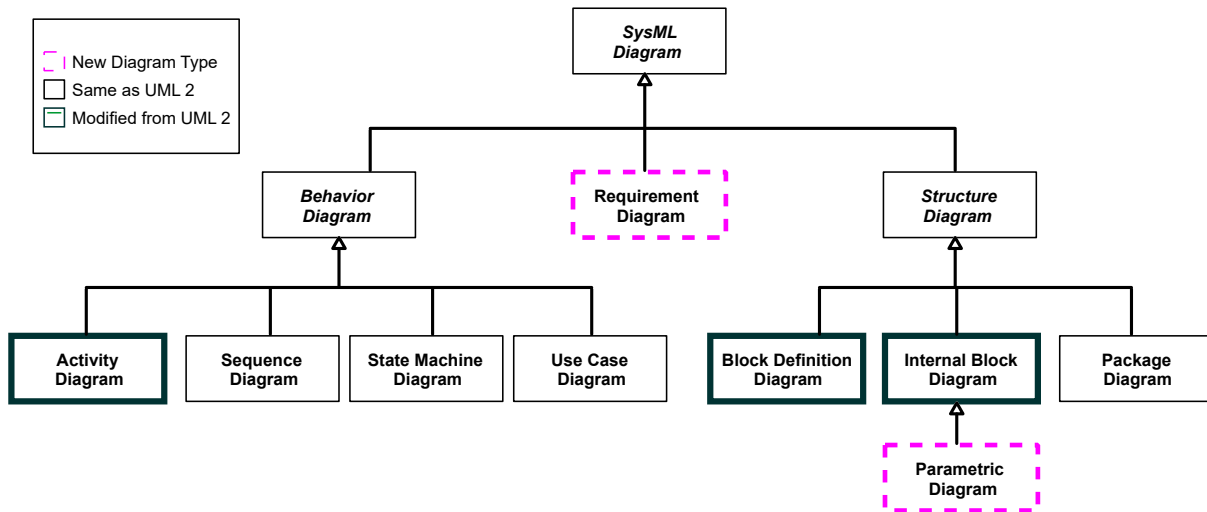 SysML
Diagram
New Diagram Type
Same as UML 2
Modified from UML 2
Behavior
Diagram
Requirement
Diagram
Structure
Diagram
Activity
Diagram
Sequence
Diagram
State Machine
Diagram
Use Case
Diagram
Block Definition
Diagram
Internal Block
Diagram
Package
Diagram
Parametric
Diagram